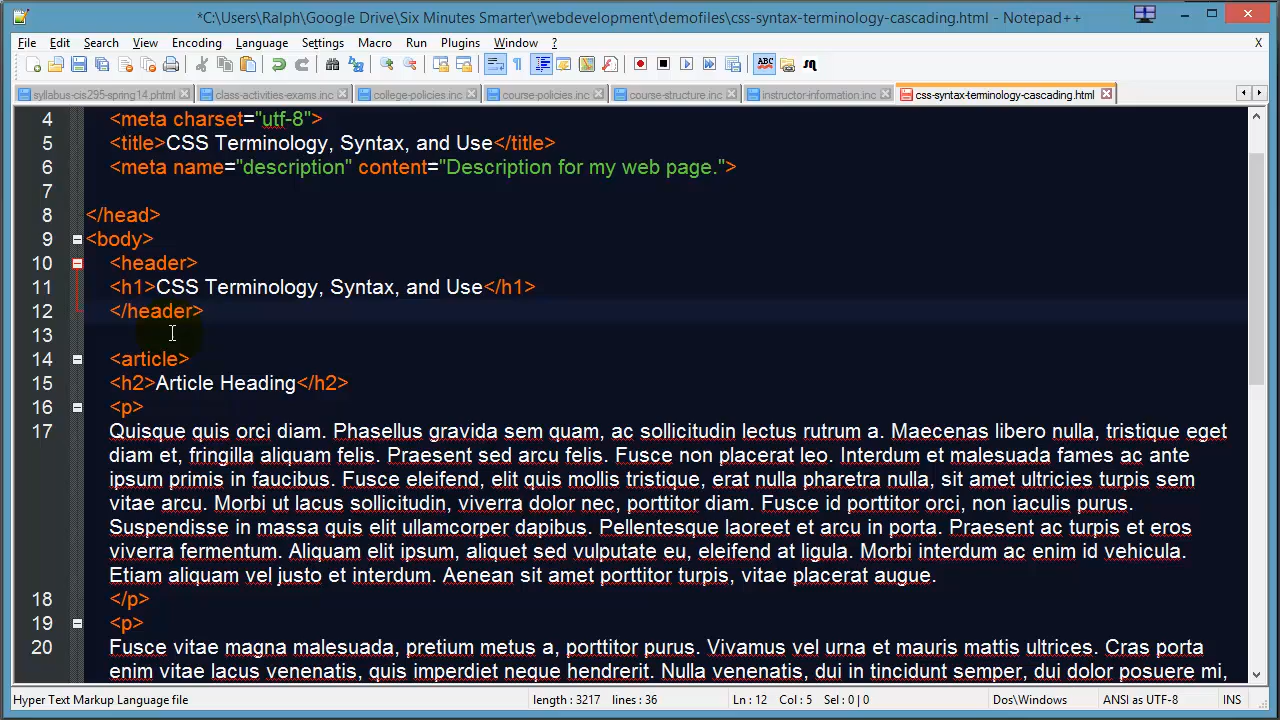 *C:\Users\Ralph\Google Drive\Six Minutes Smarter\webdevelopment\demofiles\css-syntax-terminology-cascading.html - Notepad++
File Edit Search View Encoding Language Settings Macro Run Plugins Window ? X
ABC
syllabus-cis295-spring14.phtml class-activities-exams.inc college-policies.inc course-policies.inc course-structure.inc instructor-information.inc css-syntax-terminology-cascading.html
4 <meta charset="utf-8">
5 <title>CSS Terminology, Syntax, and Use</title>
6 <meta name="description" content="Description for my web page.">
7
8 </head>
9 <body>
10 <header>
11 <h1>CSS Terminology, Syntax, and Use</h1>
12 </header>
13
14 <article>
15 <h2>Article Heading</h2>
16 <p>
17 Quisque quis orci diam. Phasellus gravida sem quam, ac sollicitudin lectus rutrum a. Maecenas libero nulla, tristique eget
diam et, fringilla aliquam felis. Praesent sed arcu felis. Fusce non placerat leo. Interdum et malesuada fames ac ante
ipsum primis in faucibus. Fusce eleifend, elit quis mollis tristique, erat nulla pharetra nulla, sit amet ultricies turpis sem
vitae arcu. Morbi ut lacus sollicitudin, viverra dolor nec, porttitor diam. Fusce id porttitor orci, non iaculis purus.
Suspendisse in massa quis elit ullamcorper dapibus. Pellentesque laoreet et arcu in porta. Praesent ac turpis et eros
viverra fermentum. Aliquam elit ipsum, aliquet sed vulputate eu, eleifend at ligula. Morbi interdum ac enim id vehicula.
Etiam aliquam vel justo et interdum. Aenean sit amet porttitor turpis, vitae placerat augue.
18 </p>
19 <p>
20 Fusce vitae magna malesuada, pretium metus a, porttitor purus. Vivamus vel urna et mauris mattis ultrices. Cras porta
enim vitae lacus venenatis, quis imperdiet neque hendrerit. Nulla venenatis, dui in tincidunt semper, dui dolor posuere mi,
Hyper Text Markup Language file length : 3217 lines : 36 Ln : 12 Col : 5 Sel : 0 | 0 Dos\Windows ANSI as UTF-8 INS